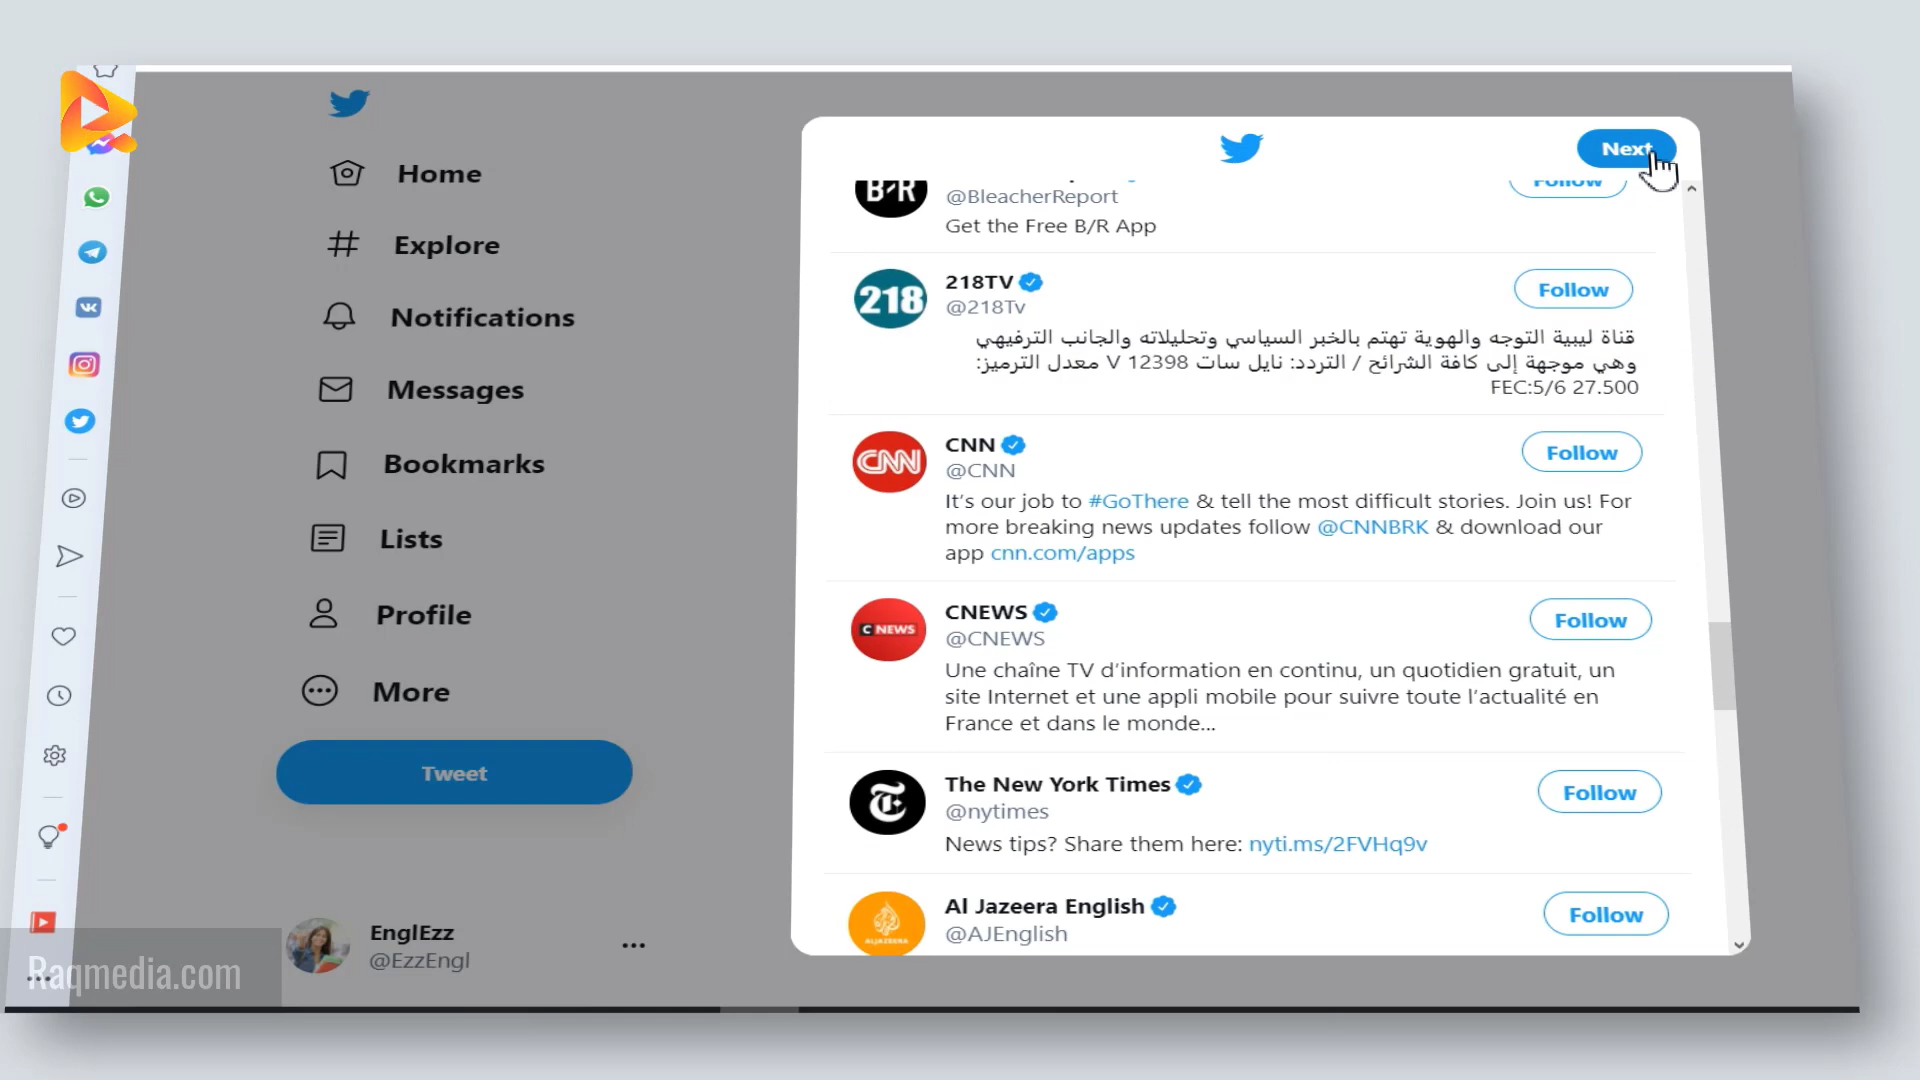 Home
Explore
Notifications
Messages
Bookmarks
Lists
Profile
More
Tweet
EnglEzz
@EzzEngl
Raqmedia.com
Next
B/R
@BleacherReport
Follow
Get the Free B/R App
218
218TV
@218Tv
Follow
قناة ليبية التوجه والهوية تهتم بالخبر السياسي وتحليلاته والجانب الترفيهي
وهي موجهة إلى كافة الشرائح / التردد: نايل سات 12398 V معدل الترميز:
FEC:5/6 27.500
CNN
CNN
@CNN
Follow
It's our job to #GoThere & tell the most difficult stories. Join us! For
more breaking news updates follow @CNNBRK & download our
app cnn.com/apps
C NEWS
CNEWS
@CNEWS
Follow
Une chaîne TV d'information en continu, un quotidien gratuit, un
site Internet et une appli mobile pour suivre toute l'actualité en
France et dans le monde...
The New York Times
@nytimes
Follow
News tips? Share them here: nyti.ms/2FVHq9v
ALJAZEERA
Al Jazeera English
@AJEnglish
Follow